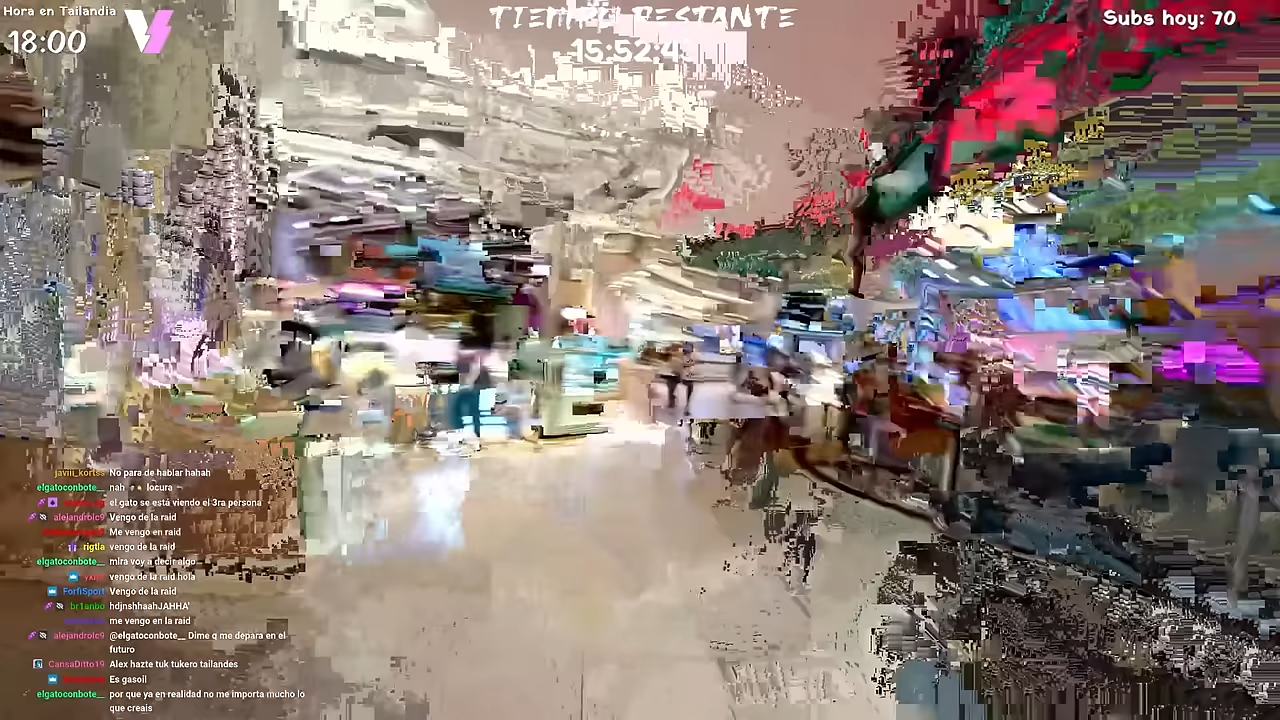 Hora en Tailandia
18:00
TIEMPO RESTANTE
15:52:4
Subs hoy: 70
javiii_kortss No para de hablar hahah
elgatoconbote__ nah locura
el gato se está viendo el 3ra persona
alejandrolc9 Vengo de la raid
Me vengo en raid
rigtla vengo de la raid
elgatoconbote__ mira voy a decir algo
vengo de la raid hola
ForfiSport Vengo de la raid
br1anbo hdjnshhaahJAHHA'
me vengo en la raid
alejandrolc9 @elgatoconbote__ Dime q me depara en el
futuro
CansaDitto19 Alex hazte tuk tukero tailandes
Es gasoil
elgatoconbote__ por que ya en realidad no me importa mucho lo
que creais